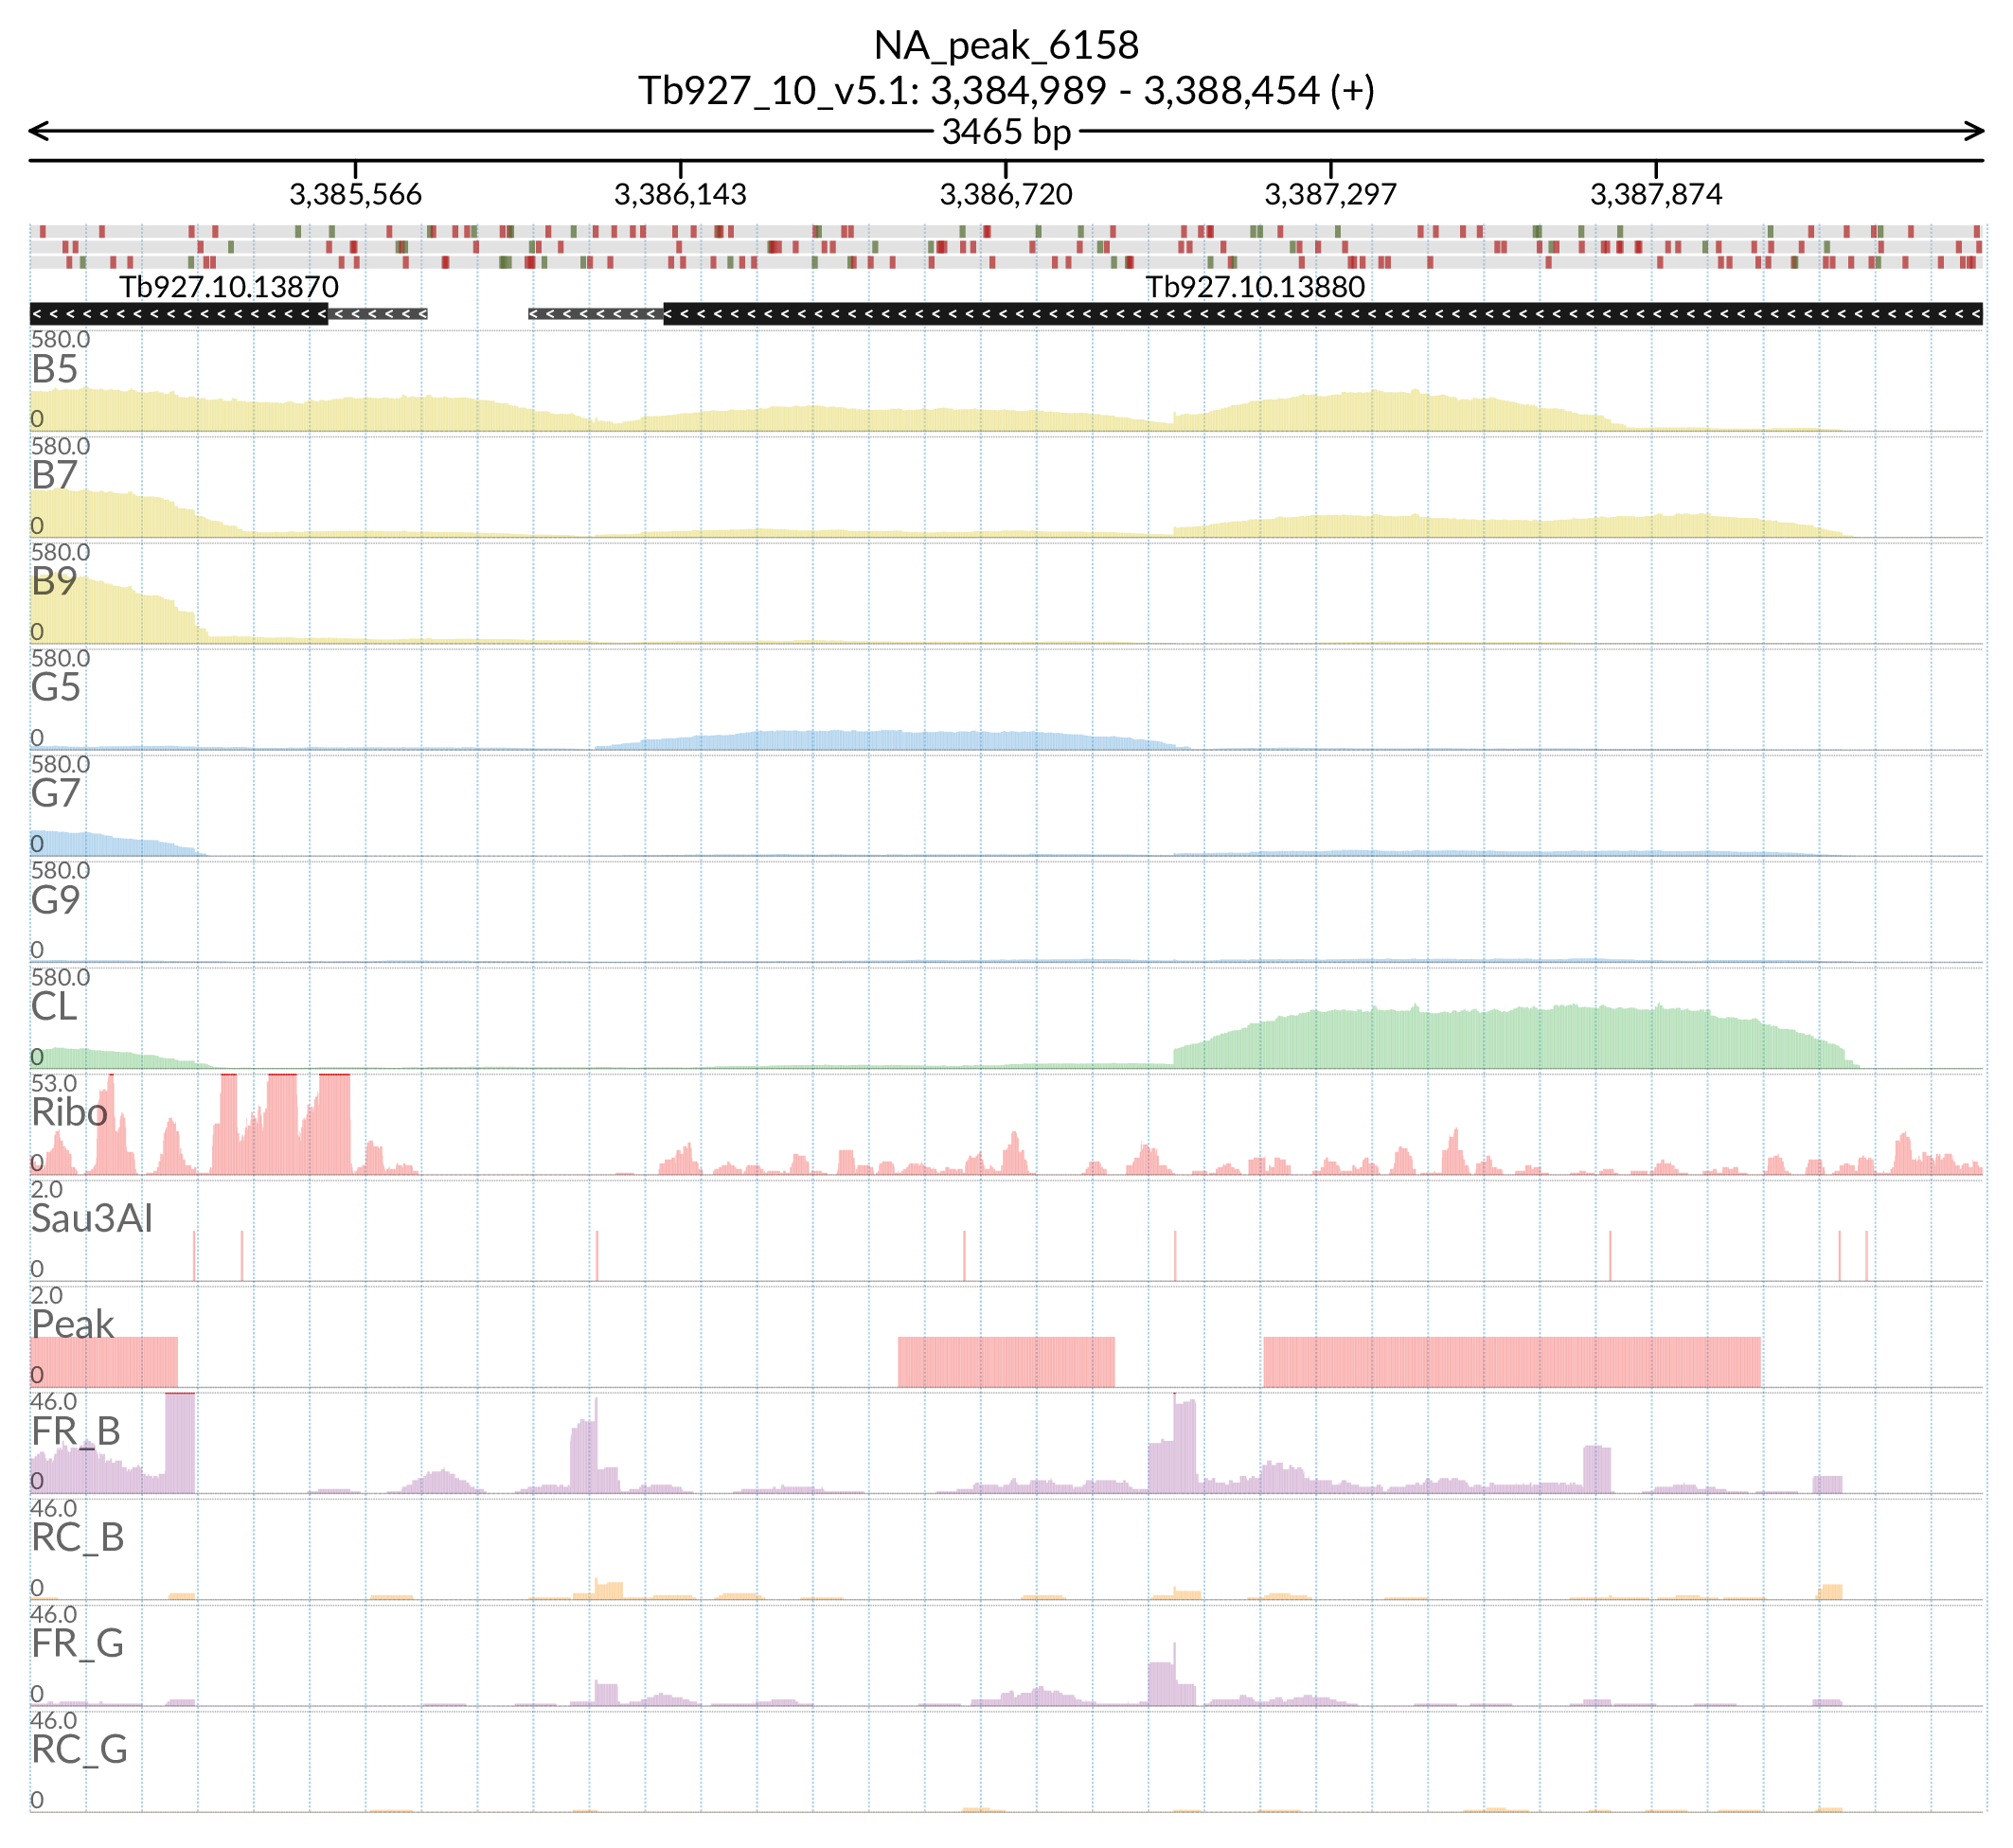 NA_peak_6158
Tb927_10_v5.1: 3,384,989 - 3,388,454 (+)
3465 bp
3,385,566 3,386,143 3,386,720 3,387,297 3,387,874
Tb927.10.13870 Tb927.10.13880
580.0
B5
0
580.0
B7
0
580.0
B9
0
580.0
G5
0
580.0
G7
0
580.0
G9
0
580.0
CL
0
53.0
Ribo
0
2.0
Sau3AI
0
2.0
Peak
0
46.0
FR_B
0
46.0
RC_B
0
46.0
FR_G
0
46.0
RC_G
0